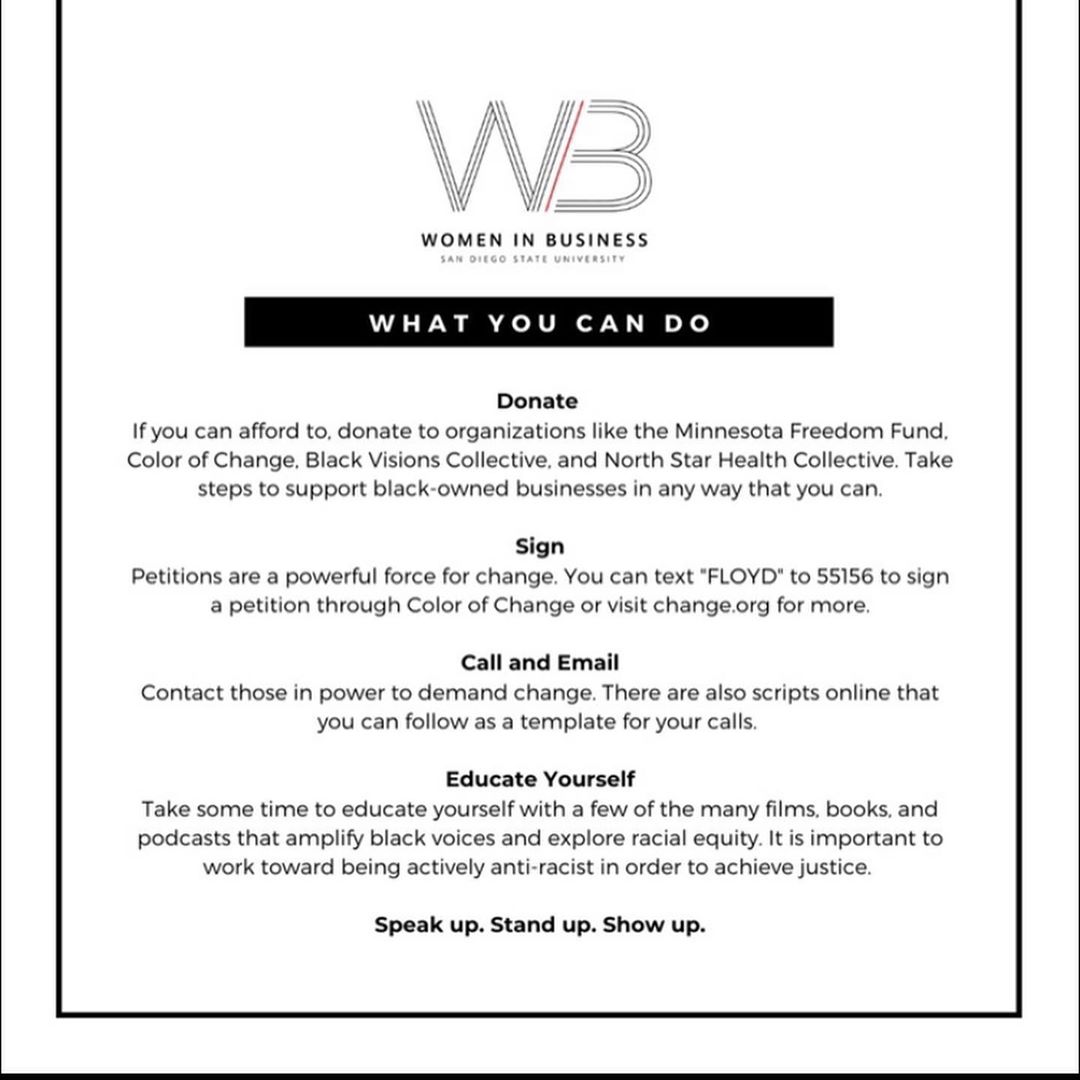 WB
WOMEN IN BUSINESS
SAN DIEGO STATE UNIVERSITY
WHAT YOU CAN DO
Donate
If you can afford to, donate to organizations like the Minnesota Freedom Fund,
Color of Change, Black Visions Collective, and North Star Health Collective. Take
steps to support black-owned businesses in any way that you can.
Sign
Petitions are a powerful force for change. You can text "FLOYD" to 55156 to sign
a petition through Color of Change or visit change.org for more.
Call and Email
Contact those in power to demand change. There are also scripts online that
you can follow as a template for your calls.
Educate Yourself
Take some time to educate yourself with a few of the many films, books, and
podcasts that amplify black voices and explore racial equity. It is important to
work toward being actively anti-racist in order to achieve justice.
Speak up. Stand up. Show up.